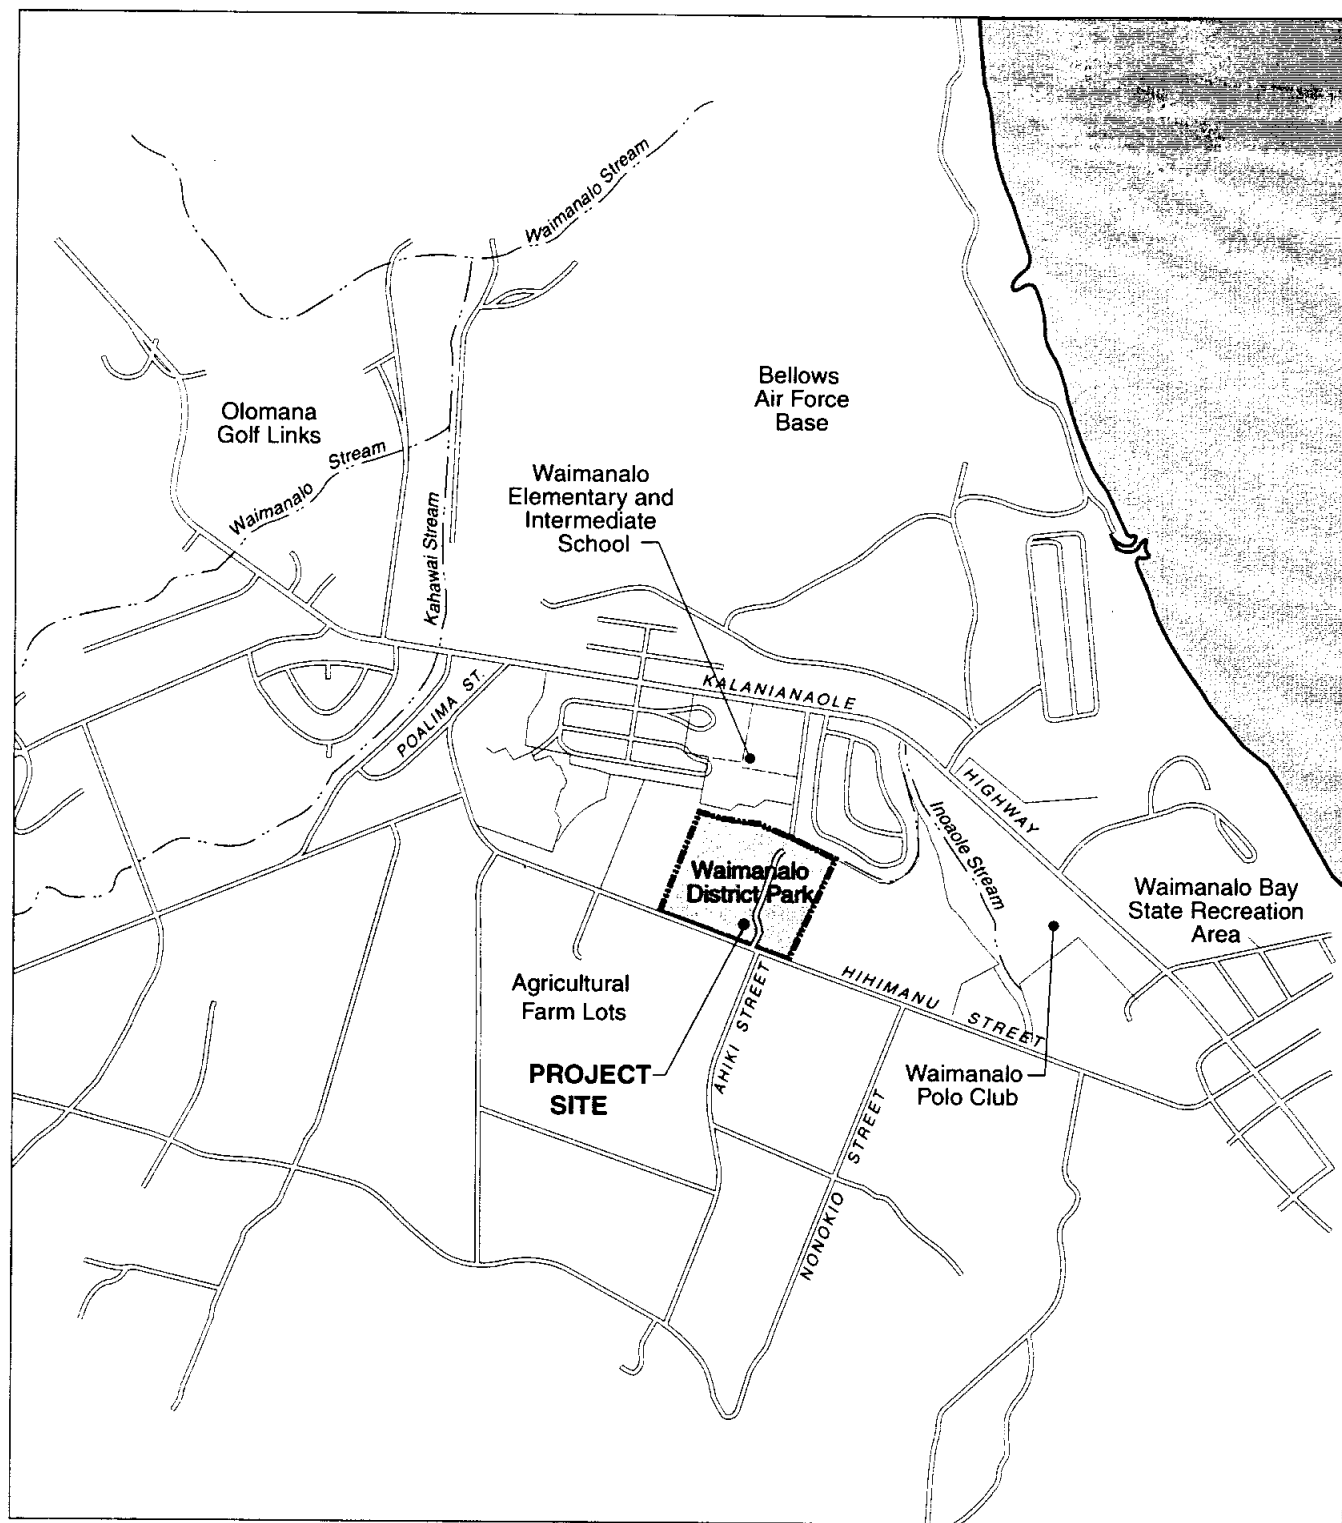 Waimanalo Stream
Bellows
Air Force
Base
Olomana
Golf Links
Waimanalo Stream
Kahawai Stream
Waimanalo
Elementary and
Intermediate
School
KALANIANAOLE HIGHWAY
POALIMA ST.
Inoaole Stream
Waimanalo
District Park
Waimanalo Bay
State Recreation
Area
Agricultural
Farm Lots
HIHIMANU STREET
AHIKI STREET
PROJECT
SITE
Waimanalo
Polo Club
NONOKIO STREET